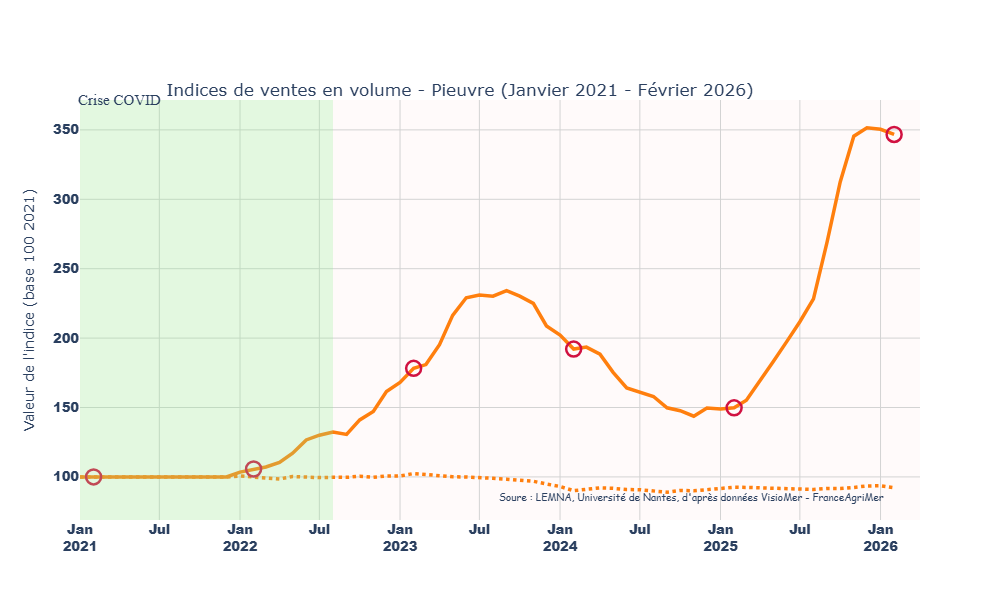 Indices de ventes en volume - Pieuvre (Janvier 2021 - Février 2026)
Crise COVID
Valeur de l'indice (base 100 2021)
350
300
250
200
150
100
Soure : LEMNA, Université de Nantes, d'après données VisioMer - FranceAgriMer
Jan Jul Jan Jul Jan Jul Jan Jul Jan Jul Jan
2021 2022 2023 2024 2025 2026